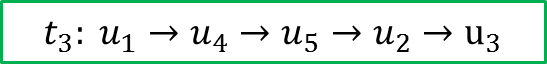 t₃: u₁ → u₄ → u₅ → u₂ → u₃